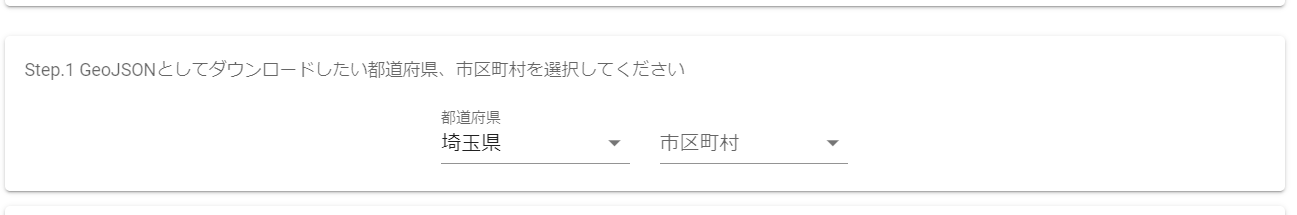 Step.1 GeoJSONとしてダウンロードしたい都道府県、市区町村を選択してください
都道府県
埼玉県
市区町村